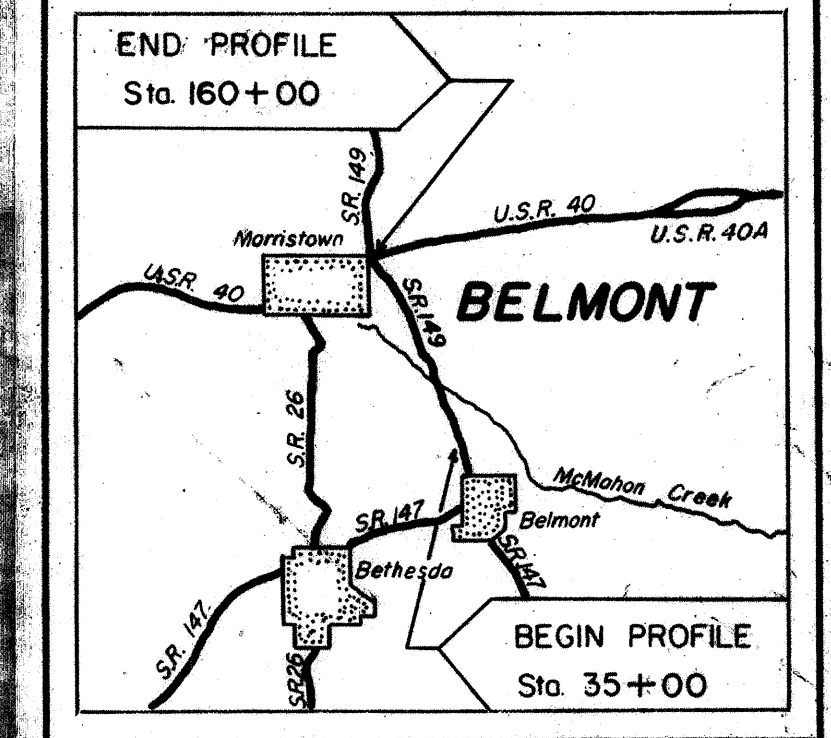 END PROFILE
Sta. 160+00
S.R. 149
U.S.R. 40
U.S.R. 40A
Morristown
U.S.R. 40
S.R. 149
BELMONT
S.R. 26
McMahon Creek
S.R. 147
Belmont
S.R. 147
Bethesda
S.R. 147
S.R. 26
BEGIN PROFILE
Sta. 35+00